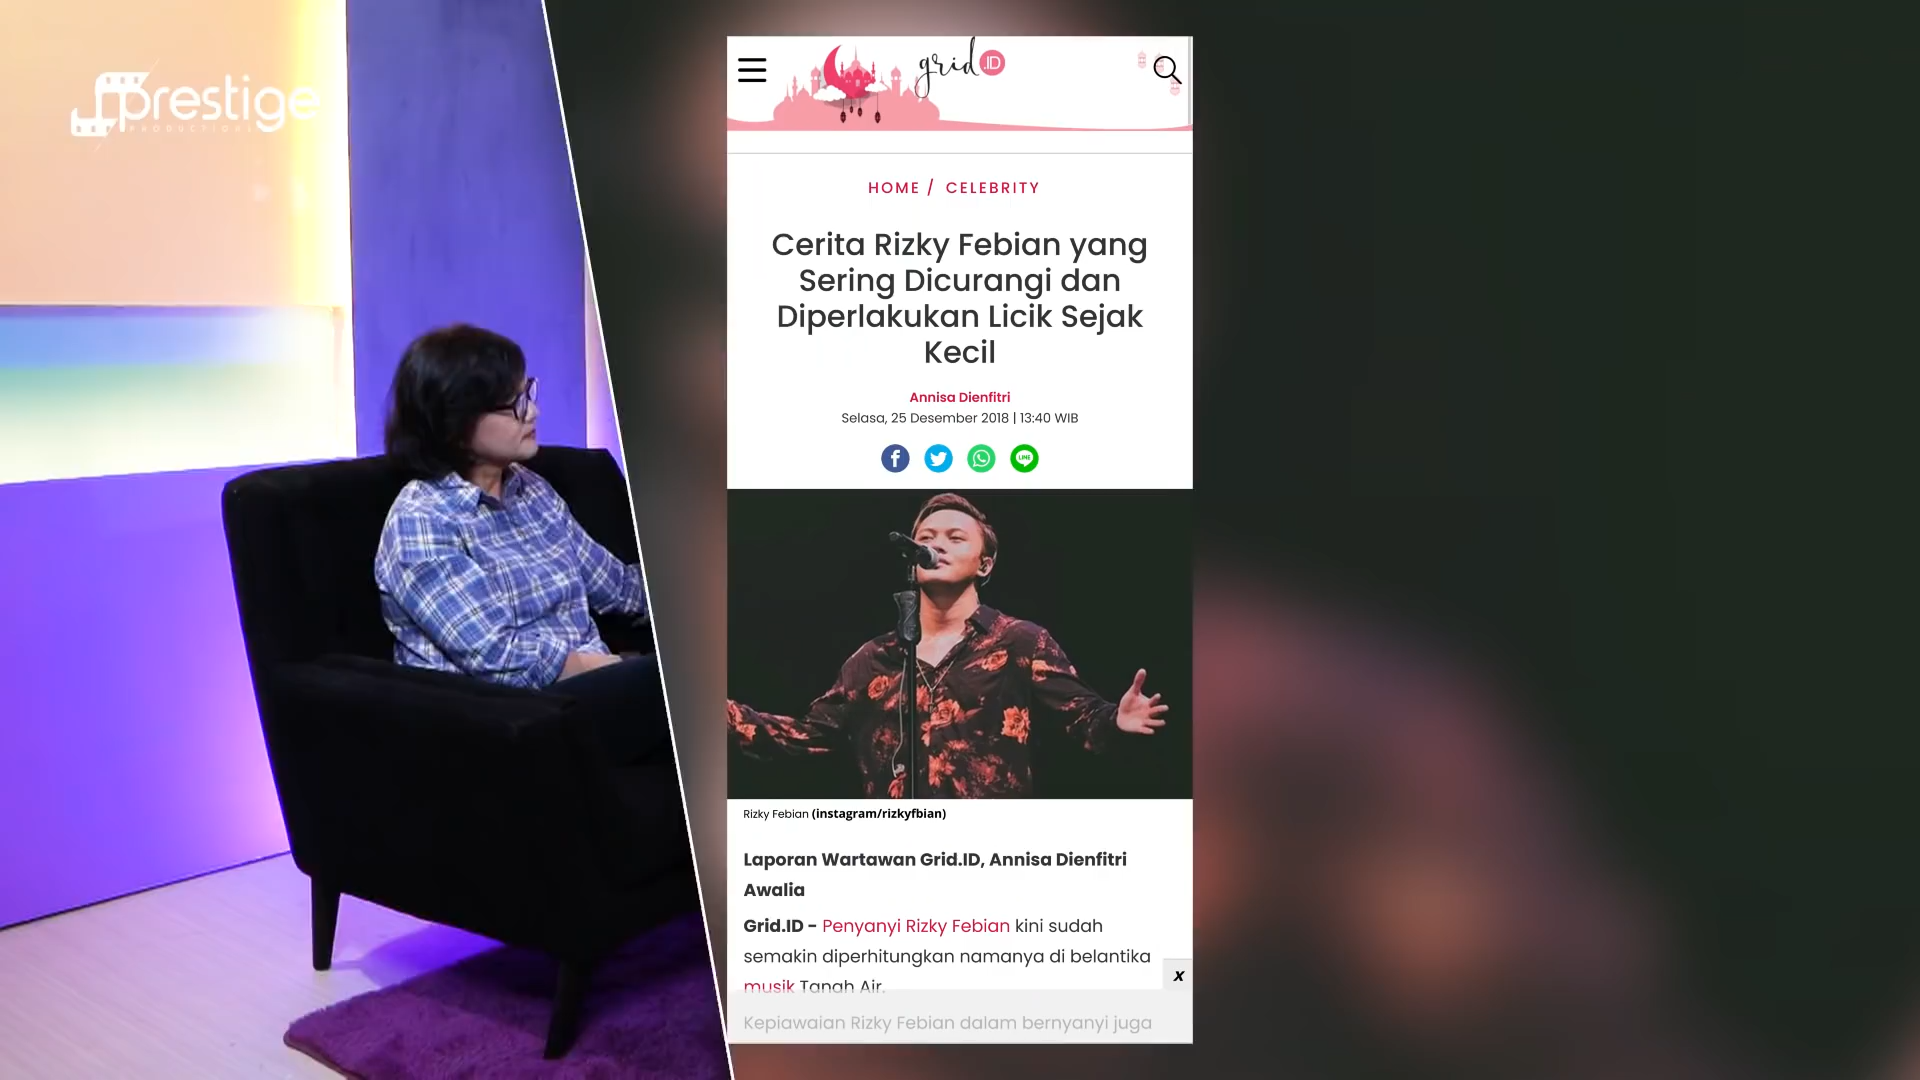 prestige
PRODUCTIONS
grid.ID
HOME / CELEBRITY
Cerita Rizky Febian yang
Sering Dicurangi dan
Diperlakukan Licik Sejak
Kecil
Annisa Dienfitri
Selasa, 25 Desember 2018 | 13:40 WIB
LINE
Rizky Febian (instagram/rizkyfbian)
Laporan Wartawan Grid.ID, Annisa Dienfitri
Awalia
Grid.ID - Penyanyi Rizky Febian kini sudah
semakin diperhitungkan namanya di belantika
musik Tanah Air.
x
Kepiawaian Rizky Febian dalam bernyanyi juga